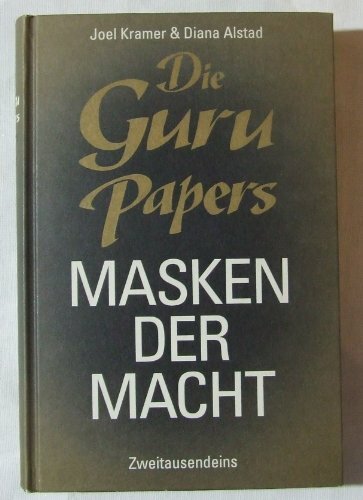 Joel Kramer & Diana Alstad
Die
Guru
Papers
MASKEN
DER
MACHT
Zweitausendeins